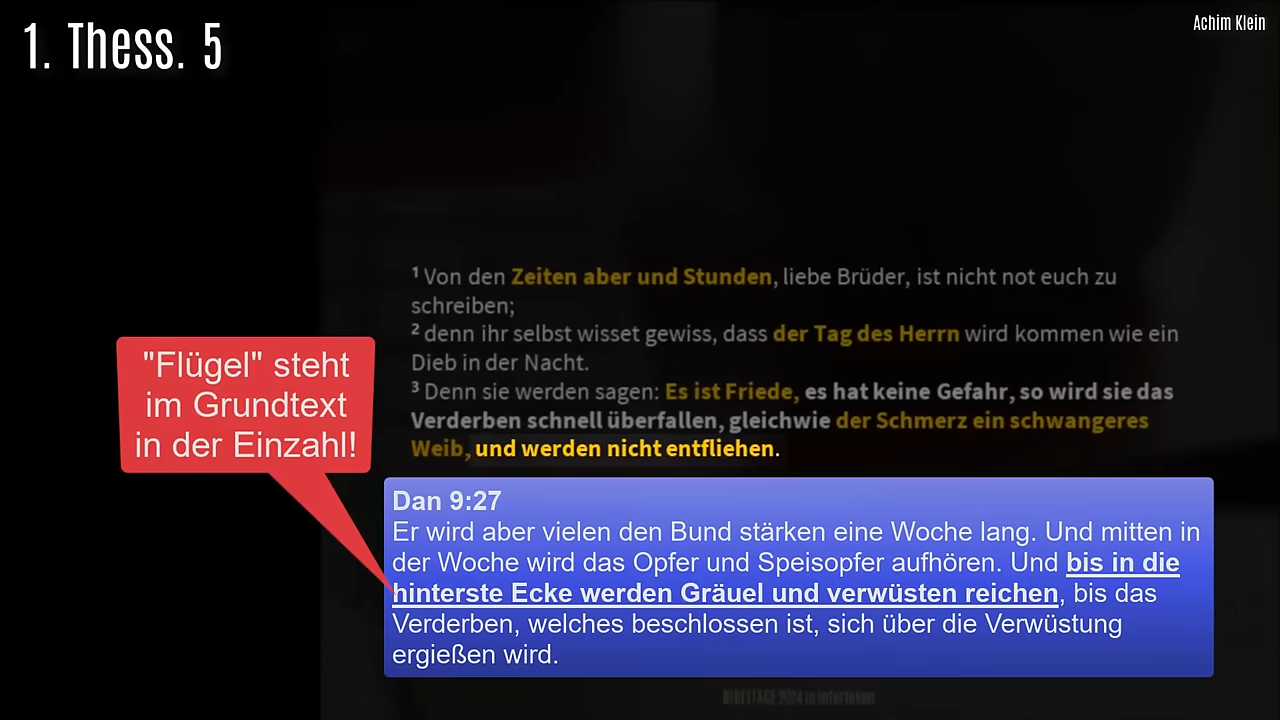 1. Thess. 5
Achim Klein
1 Von den Zeiten aber und Stunden, liebe Brüder, ist nicht not euch zu
schreiben;
2 denn ihr selbst wisset gewiss, dass der Tag des Herrn wird kommen wie ein
Dieb in der Nacht.
3 Denn sie werden sagen: Es ist Friede, es hat keine Gefahr, so wird sie das
Verderben schnell überfallen, gleichwie der Schmerz ein schwangeres
Weib, und werden nicht entfliehen.
"Flügel" steht
im Grundtext
in der Einzahl!
Dan 9:27
Er wird aber vielen den Bund stärken eine Woche lang. Und mitten in
der Woche wird das Opfer und Speisopfer aufhören. Und bis in die
hinterste Ecke werden Gräuel und verwüsten reichen, bis das
Verderben, welches beschlossen ist, sich über die Verwüstung
ergießen wird.
BIBELTAGE 2024 in Interlaken